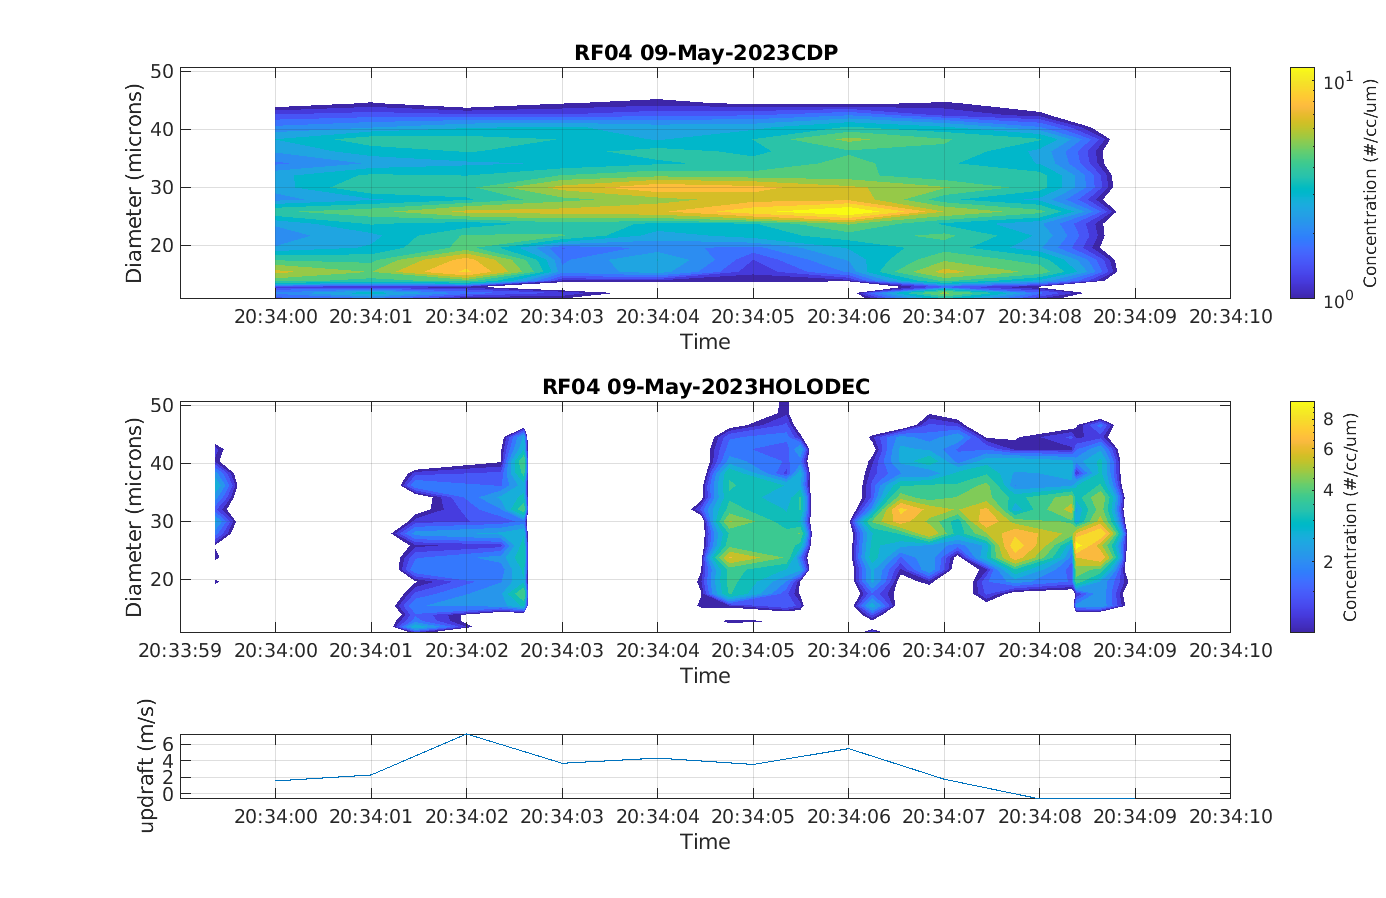 RF04 09-May-2023CDP
50
40
30
20
Diameter (microns)
20:34:00 20:34:01 20:34:02 20:34:03 20:34:04 20:34:05 20:34:06 20:34:07 20:34:08 20:34:09 20:34:10
Time
10^1
10^0
Concentration (#/cc/um)
RF04 09-May-2023HOLODEC
50
40
30
20
Diameter (microns)
20:33:59 20:34:00 20:34:01 20:34:02 20:34:03 20:34:04 20:34:05 20:34:06 20:34:07 20:34:08 20:34:09 20:34:10
Time
8
6
4
2
Concentration (#/cc/um)
6
4
2
0
updraft (m/s)
20:34:00 20:34:01 20:34:02 20:34:03 20:34:04 20:34:05 20:34:06 20:34:07 20:34:08 20:34:09 20:34:10
Time